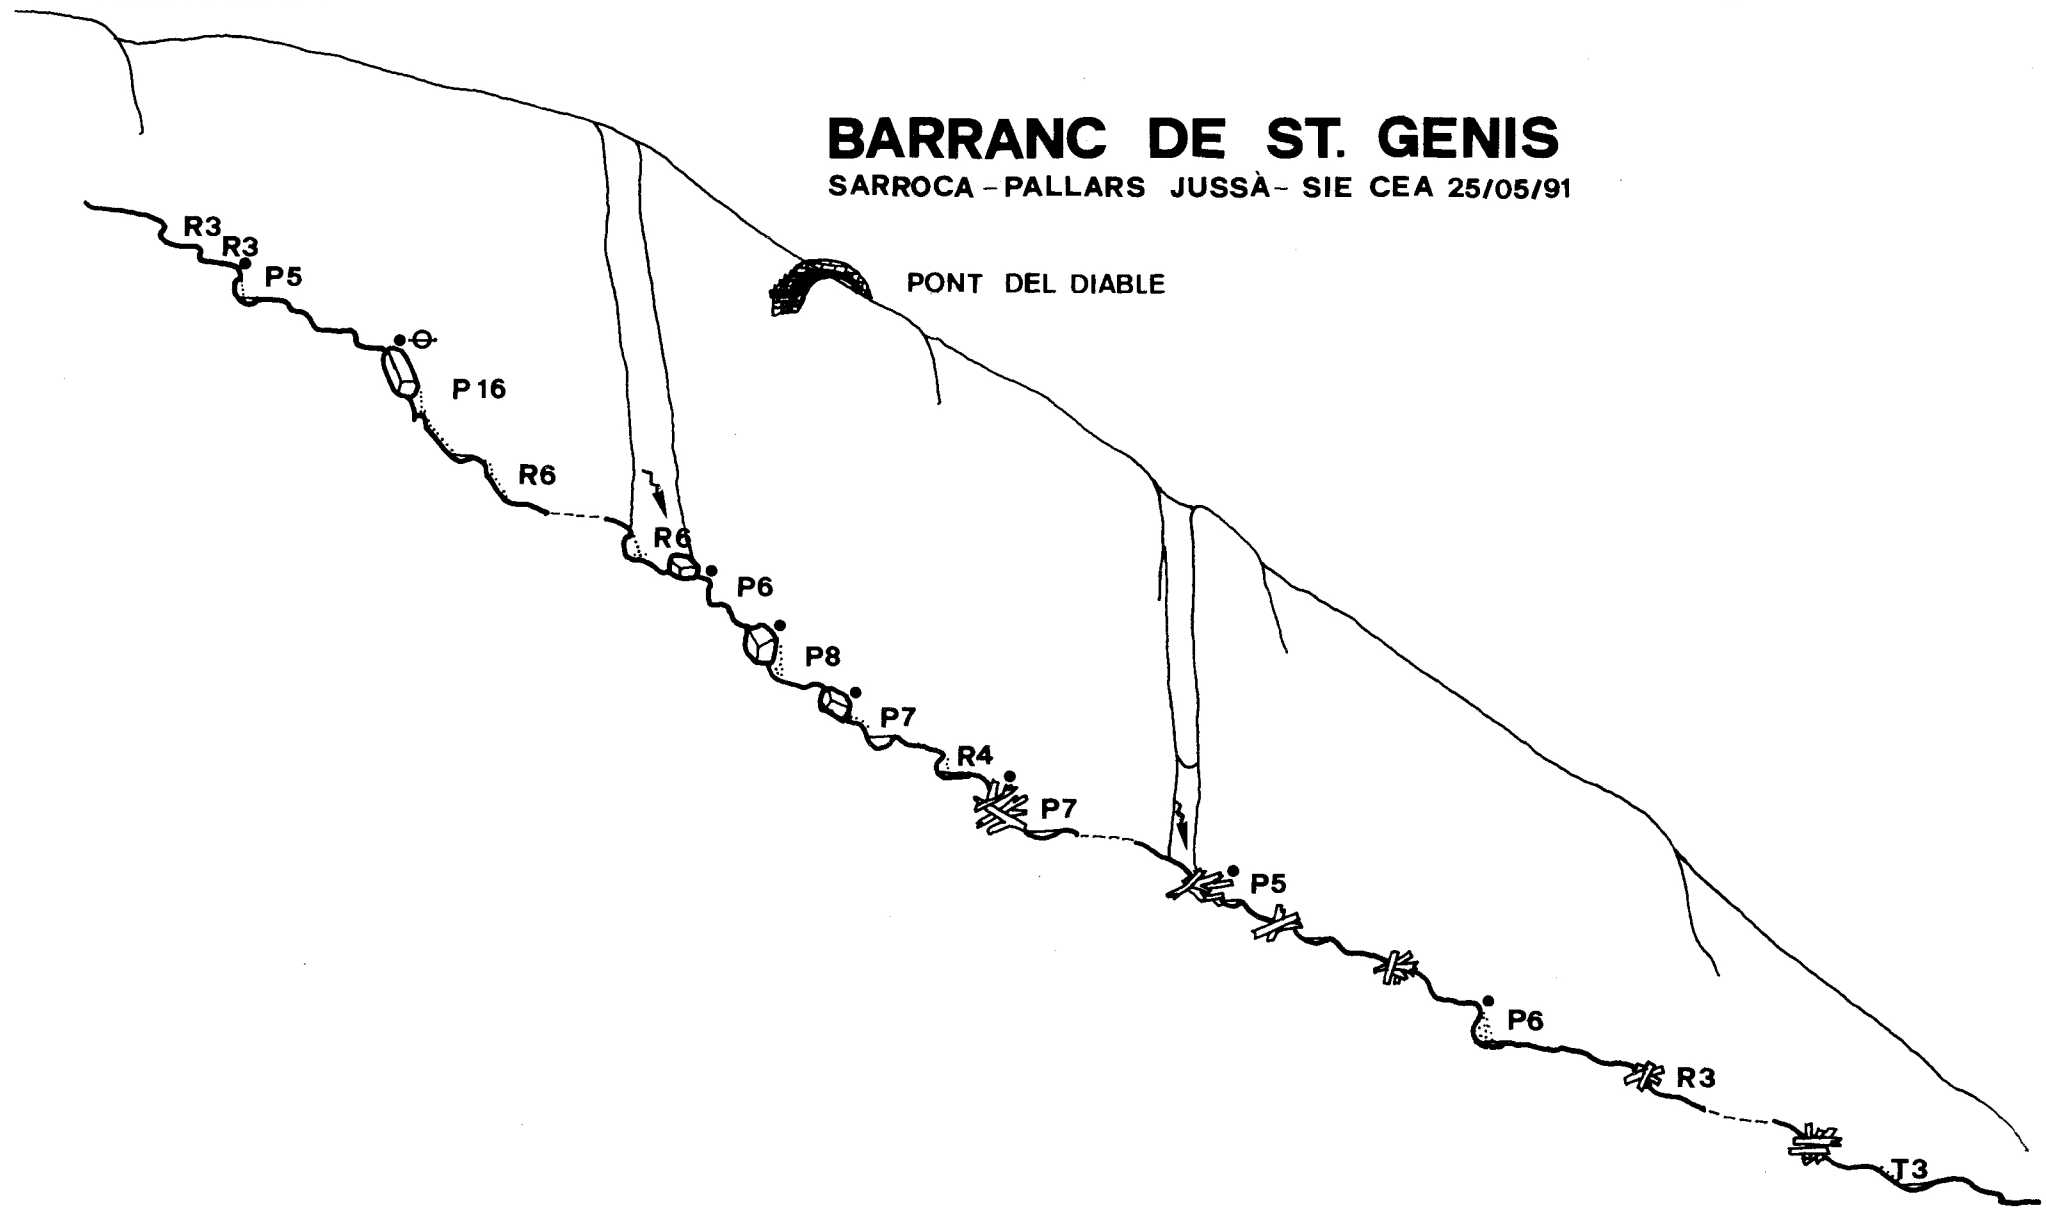 BARRANC DE ST. GENIS
SARROCA - PALLARS JUSSÀ - SIE CEA 25/05/91
R3
R3
P5
PONT DEL DIABLE
P16
R6
R6
P6
P8
P7
R4
P7
P5
P6
R3
T3